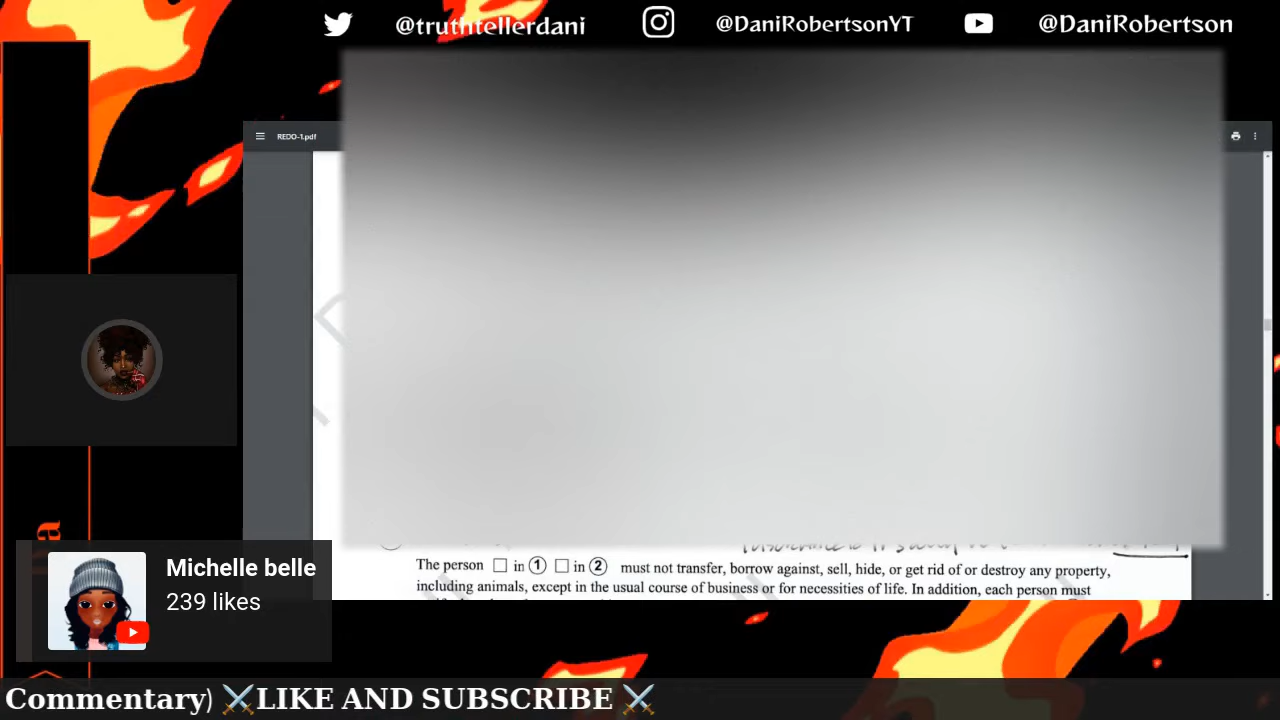 @truthtellerdani @DaniRobertsonYT @DaniRobertson
REDO-1.pdf
a
The person ☐ in ① ☐ in ② must not transfer, borrow against, sell, hide, or get rid of or destroy any property,
including animals, except in the usual course of business or for necessities of life. In addition, each person must
Michelle belle
239 likes
Commentary) ⚔️LIKE AND SUBSCRIBE ⚔️